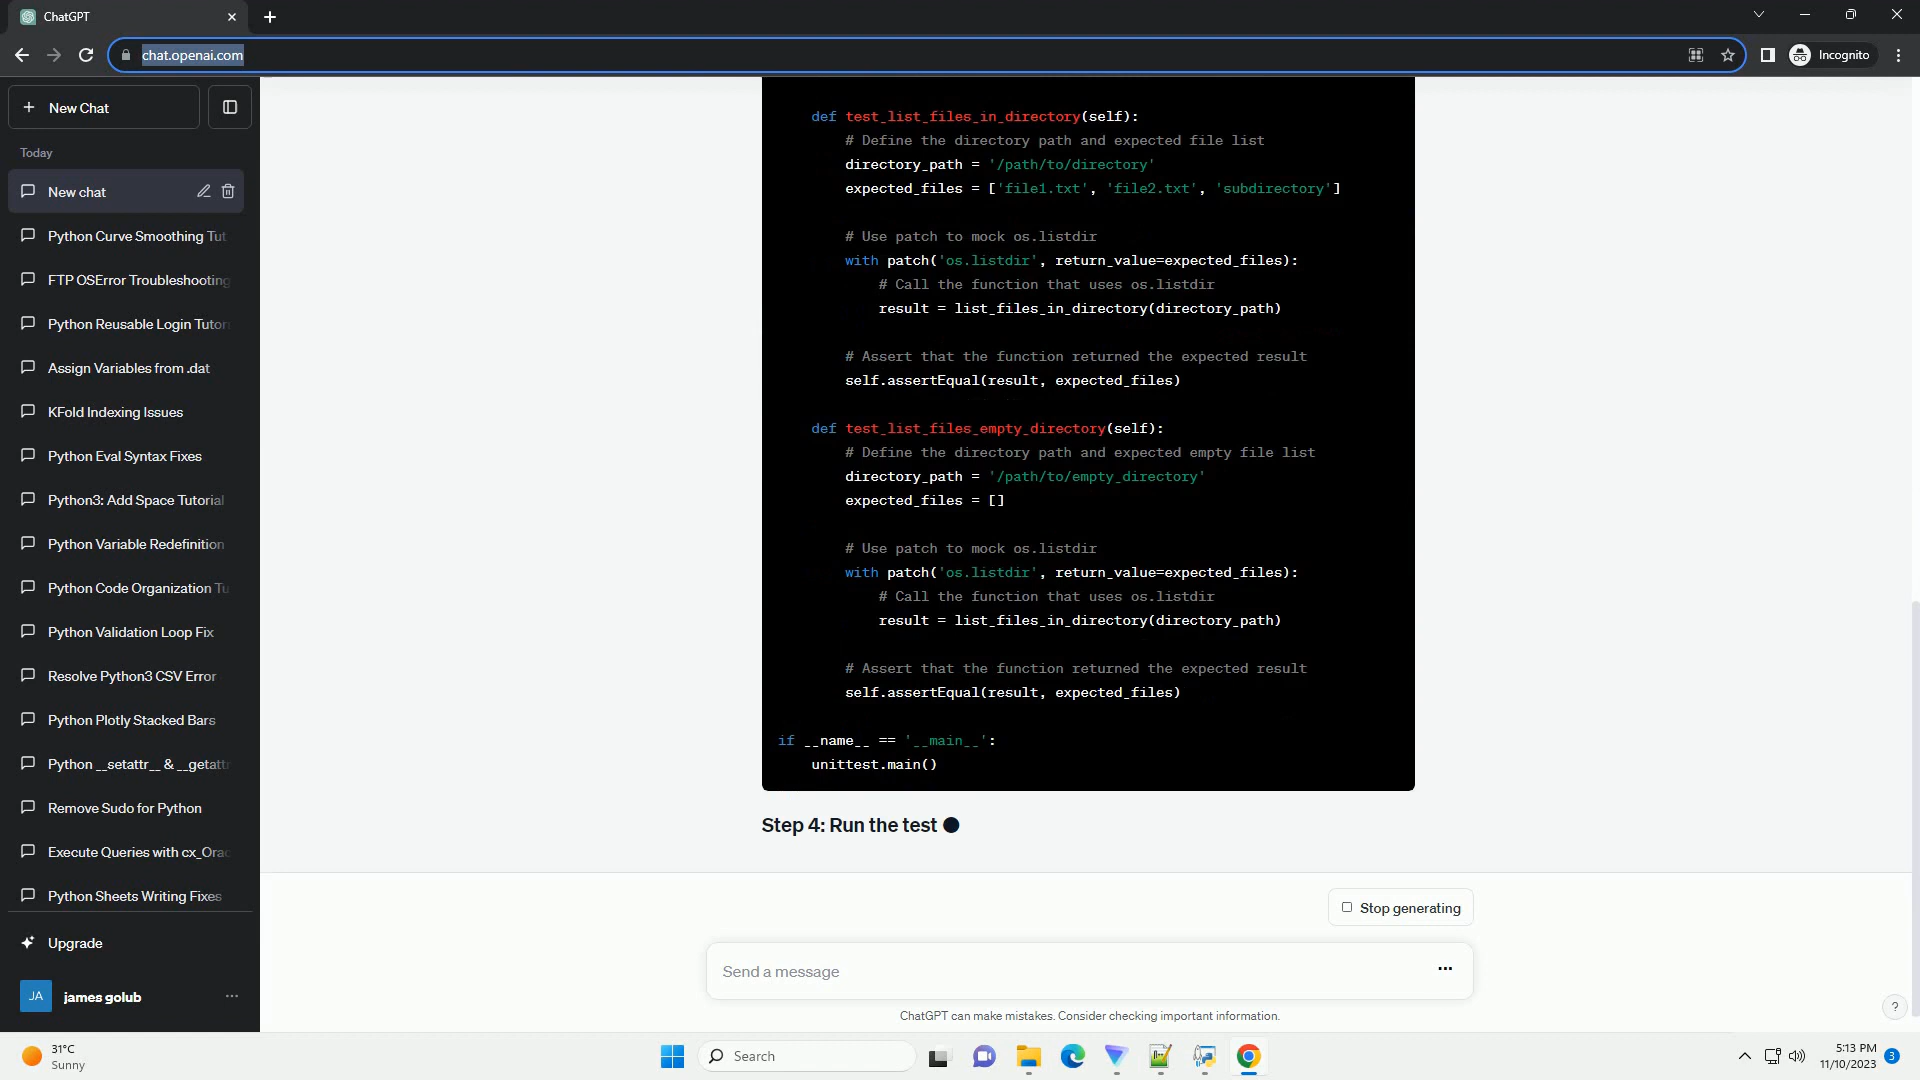 ChatGPT
chat.openai.com
Incognito
New Chat
Today
New chat
Python Curve Smoothing Tut
FTP OSError Troubleshooting
Python Reusable Login Tutor
Assign Variables from .dat
KFold Indexing Issues
Python Eval Syntax Fixes
Python3: Add Space Tutorial
Python Variable Redefinition
Python Code Organization Tu
Python Validation Loop Fix
Resolve Python3 CSV Error
Python Plotly Stacked Bars
Python __setattr__ & __getattr
Remove Sudo for Python
Execute Queries with cx_Orac
Python Sheets Writing Fixes
Upgrade
JA james golub
def test_list_files_in_directory(self):
# Define the directory path and expected file list
directory_path = '/path/to/directory'
expected_files = ['file1.txt', 'file2.txt', 'subdirectory']
# Use patch to mock os.listdir
with patch('os.listdir', return_value=expected_files):
# Call the function that uses os.listdir
result = list_files_in_directory(directory_path)
# Assert that the function returned the expected result
self.assertEqual(result, expected_files)
def test_list_files_empty_directory(self):
# Define the directory path and expected empty file list
directory_path = '/path/to/empty_directory'
expected_files = []
# Use patch to mock os.listdir
with patch('os.listdir', return_value=expected_files):
# Call the function that uses os.listdir
result = list_files_in_directory(directory_path)
# Assert that the function returned the expected result
self.assertEqual(result, expected_files)
if __name__ == '__main__':
unittest.main()
Step 4: Run the test
Stop generating
Send a message
ChatGPT can make mistakes. Consider checking important information.
?
31°C
Sunny
Search
5:13 PM
11/10/2023
3